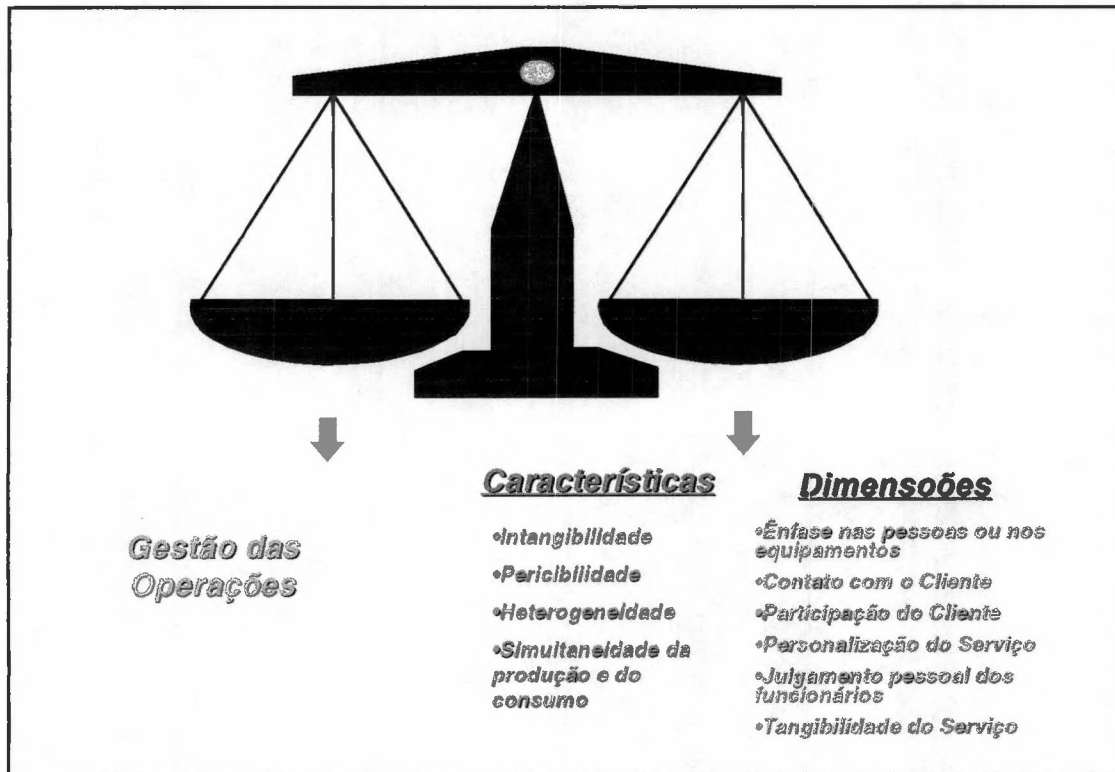 Gestão das
Operações
Características
•Intangibilidade
•Pericibilidade
•Heterogeneidade
•Simultaneidade da
produção e do
consumo
Dimensoões
•Ênfase nas pessoas ou nos
equipamentos
•Contato com o Cliente
•Participação do Cliente
•Personalização do Serviço
•Julgamento pessoal dos
funcionários
•Tangibilidade do Serviço